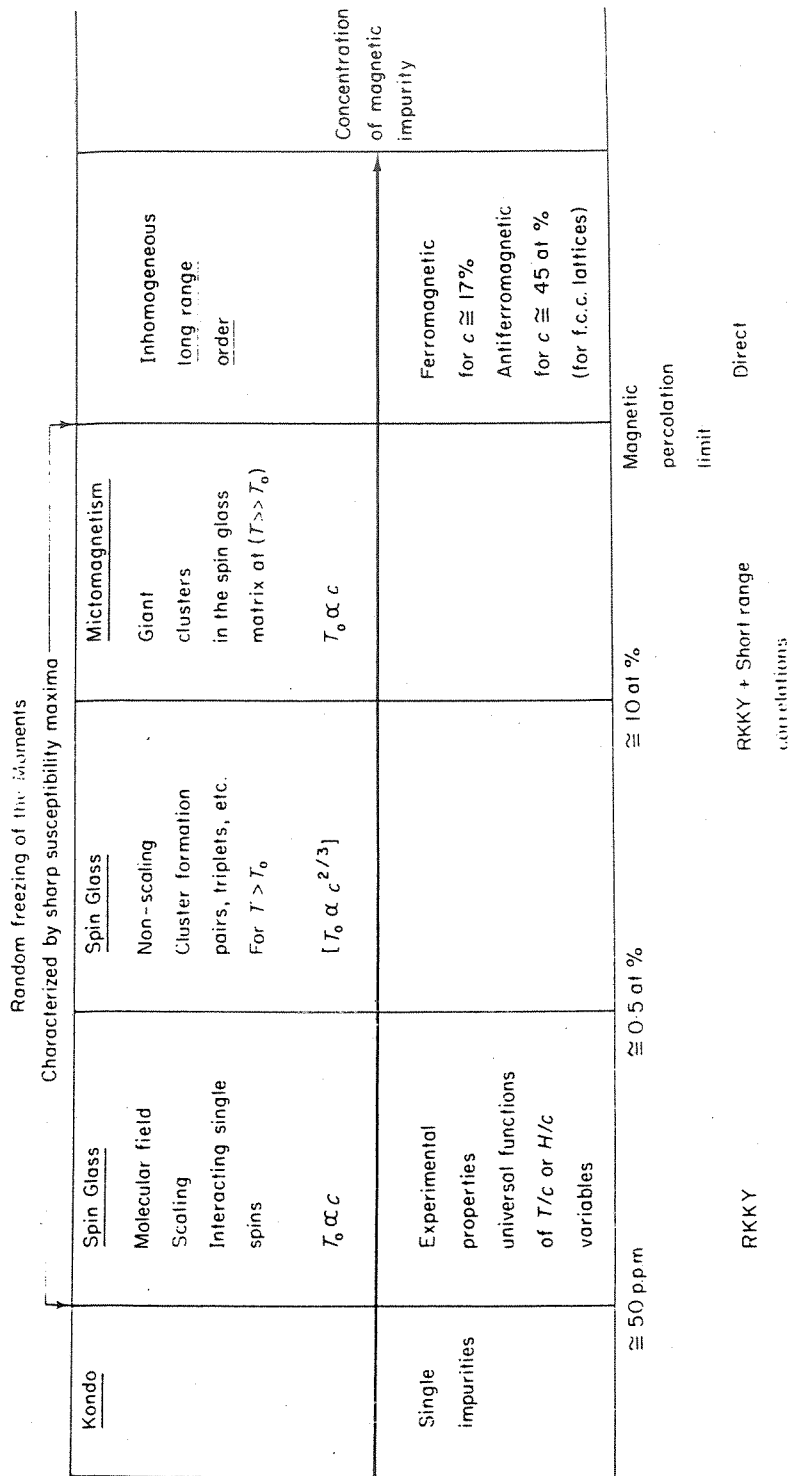 Random freezing of the Moments
Characterized by sharp susceptibility maxima
Kondo
Spin Glass
Molecular field
Scaling
Interacting single
spins
T₀ ∝ c
Spin Glass
Non-scaling
Cluster formation
pairs, triplets, etc.
For T > T₀
[T₀ ∝ c²/³]
Mictomagnetism
Giant
clusters
in the spin glass
matrix at (T >> T₀)
T₀ ∝ c
Inhomogeneous
long range
order
Concentration
of magnetic
impurity
Single
impurities
Experimental
properties
universal functions
of T/c or H/c
variables
Ferromagnetic
for c ≅ 17%
Antiferromagnetic
for c ≅ 45 at %
(for f.c.c. lattices)
≅ 50 p.p.m
≅ 0·5 at %
≅ 10 at %
Magnetic
percolation
limit
RKKY
RKKY + Short range
correlations
Direct